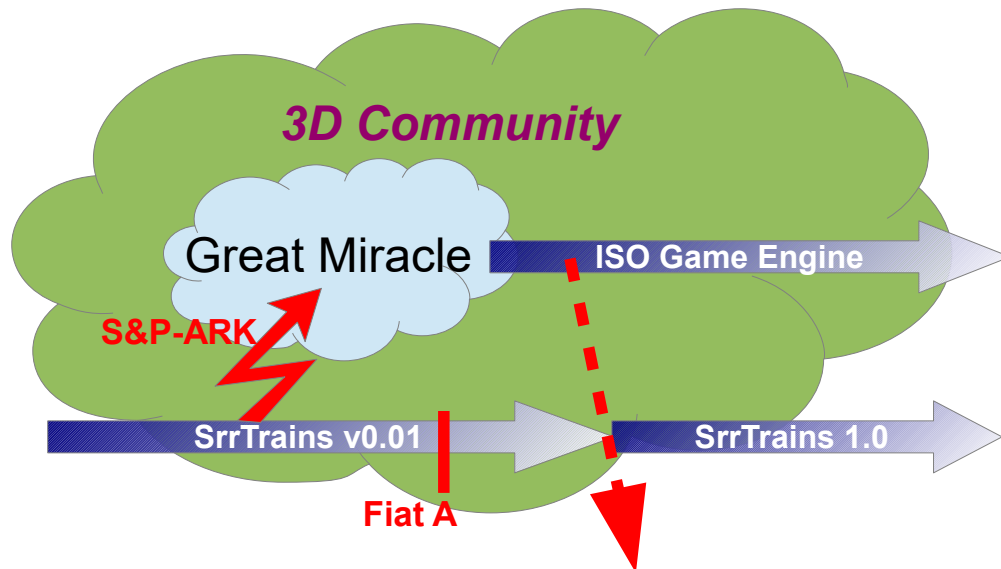 3D Community
Great Miracle
ISO Game Engine
S&P-ARK
SrrTrains v0.01
SrrTrains 1.0
Fiat A